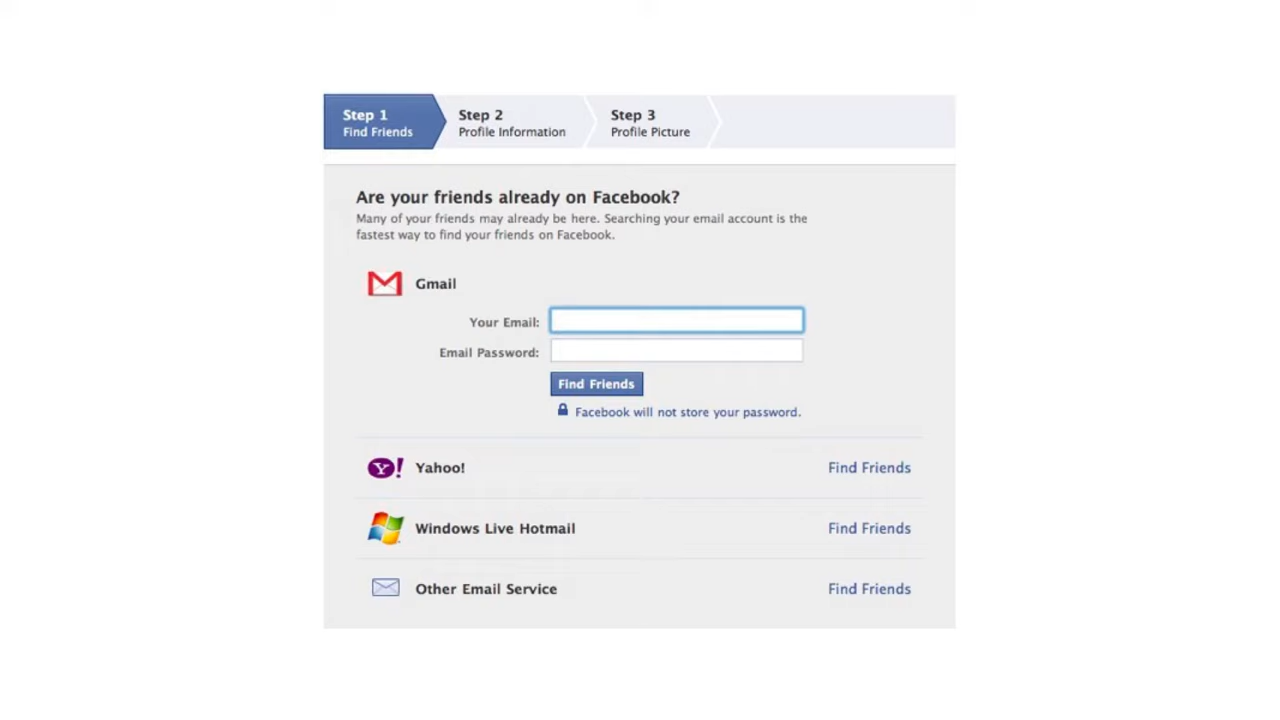 Step 1
Find Friends
Step 2
Profile Information
Step 3
Profile Picture
Are your friends already on Facebook?
Many of your friends may already be here. Searching your email account is the
fastest way to find your friends on Facebook.
Gmail
Your Email:
Email Password:
Find Friends
Facebook will not store your password.
Y! Yahoo! Find Friends
Windows Live Hotmail Find Friends
Other Email Service Find Friends